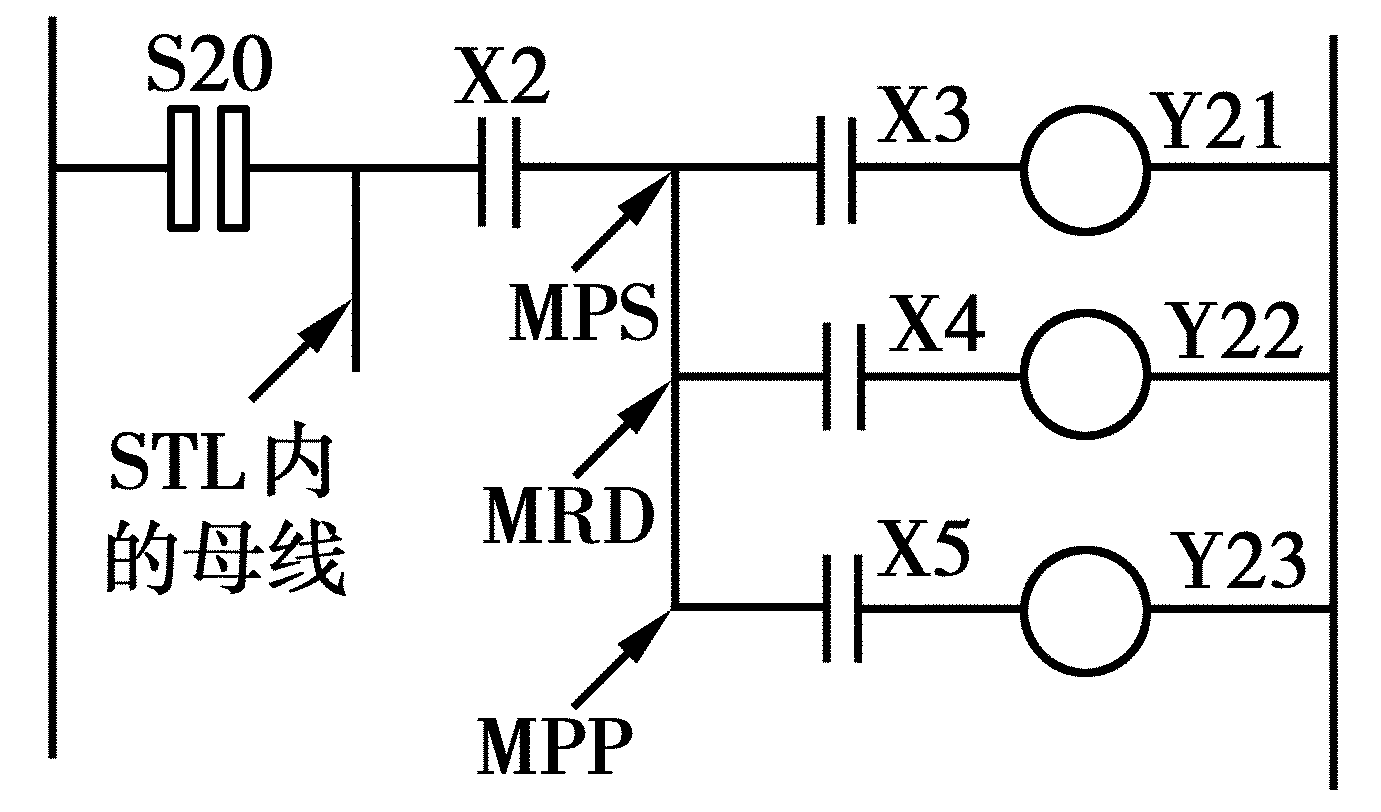 S20
X2
X3
Y21
MPS
X4
Y22
STL内
的母线
MRD
X5
Y23
MPP